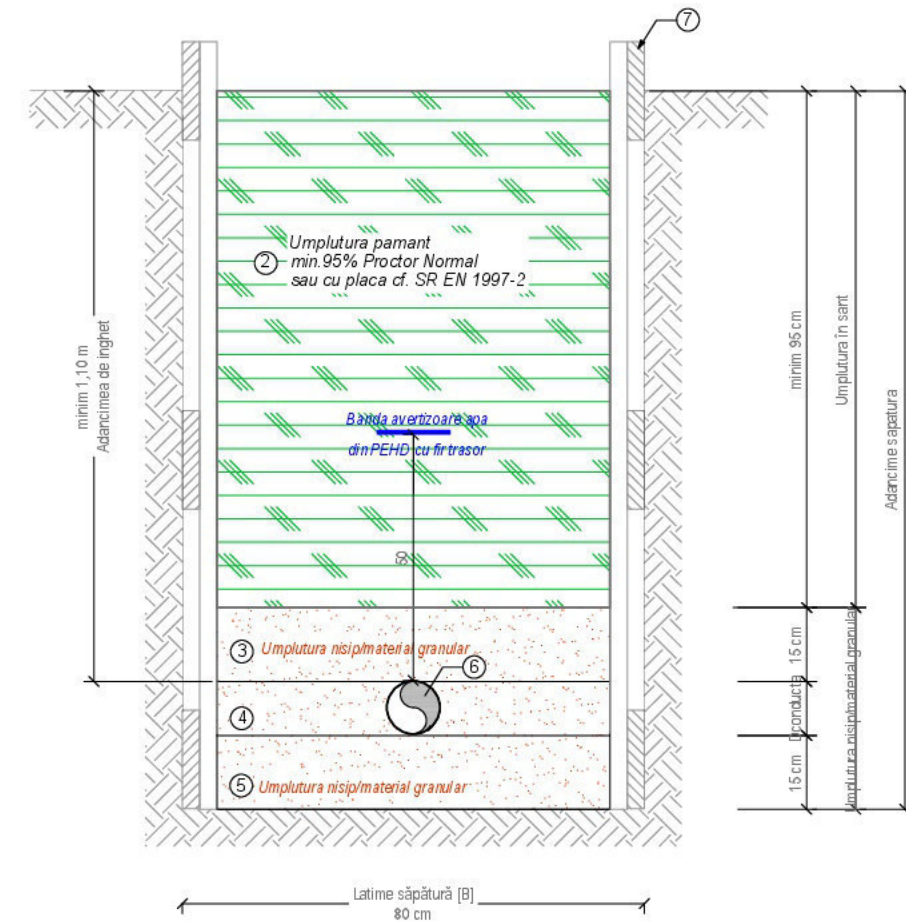 7
Umplutura pamant
2
min.95% Proctor Normal
sau cu placa cf. SR EN 1997-2
minim 1,10 m
Adancimea de inghet
Banda avertizoare apa
din PEHD cu fir trasor
50
3
Umplutura nisip/material granular
6
4
5
Umplutura nisip/material granular
minim 95 cm
Umplutura în sant
Adancime sapatura
15 cm
Dconducta
15 cm
Umplutura nisip/material granular
Latime săpătură [B]
80 cm